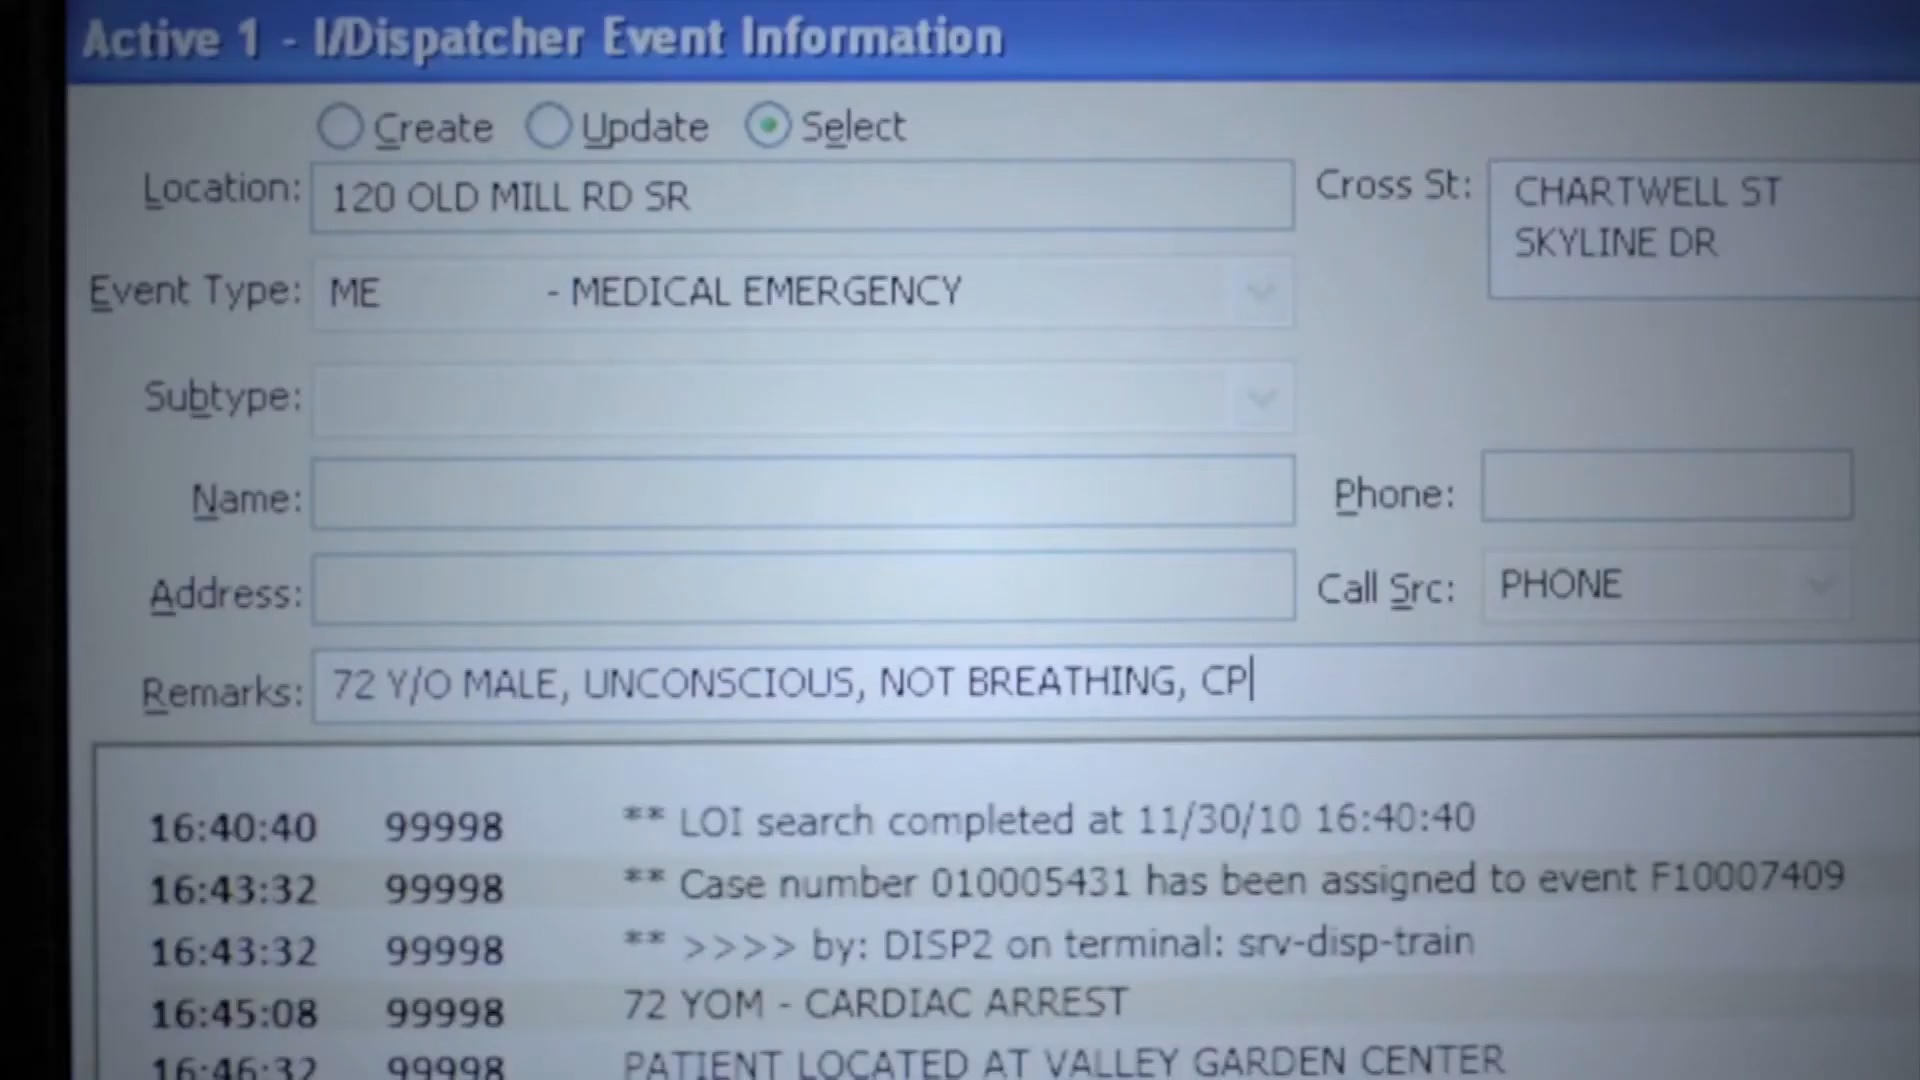 Active 1 - I/Dispatcher Event Information
Create Update Select
Location: 120 OLD MILL RD SR Cross St: CHARTWELL ST
SKYLINE DR
Event Type: ME - MEDICAL EMERGENCY
Subtype:
Name: Phone:
Address: Call Src: PHONE
Remarks: 72 Y/O MALE, UNCONSCIOUS, NOT BREATHING, CP
16:40:40 99998 ** LOI search completed at 11/30/10 16:40:40
16:43:32 99998 ** Case number 010005431 has been assigned to event F10007409
16:43:32 99998 ** >>>> by: DISP2 on terminal: srv-disp-train
16:45:08 99998 72 YOM - CARDIAC ARREST
16:46:32 99998 PATIENT LOCATED AT VALLEY GARDEN CENTER